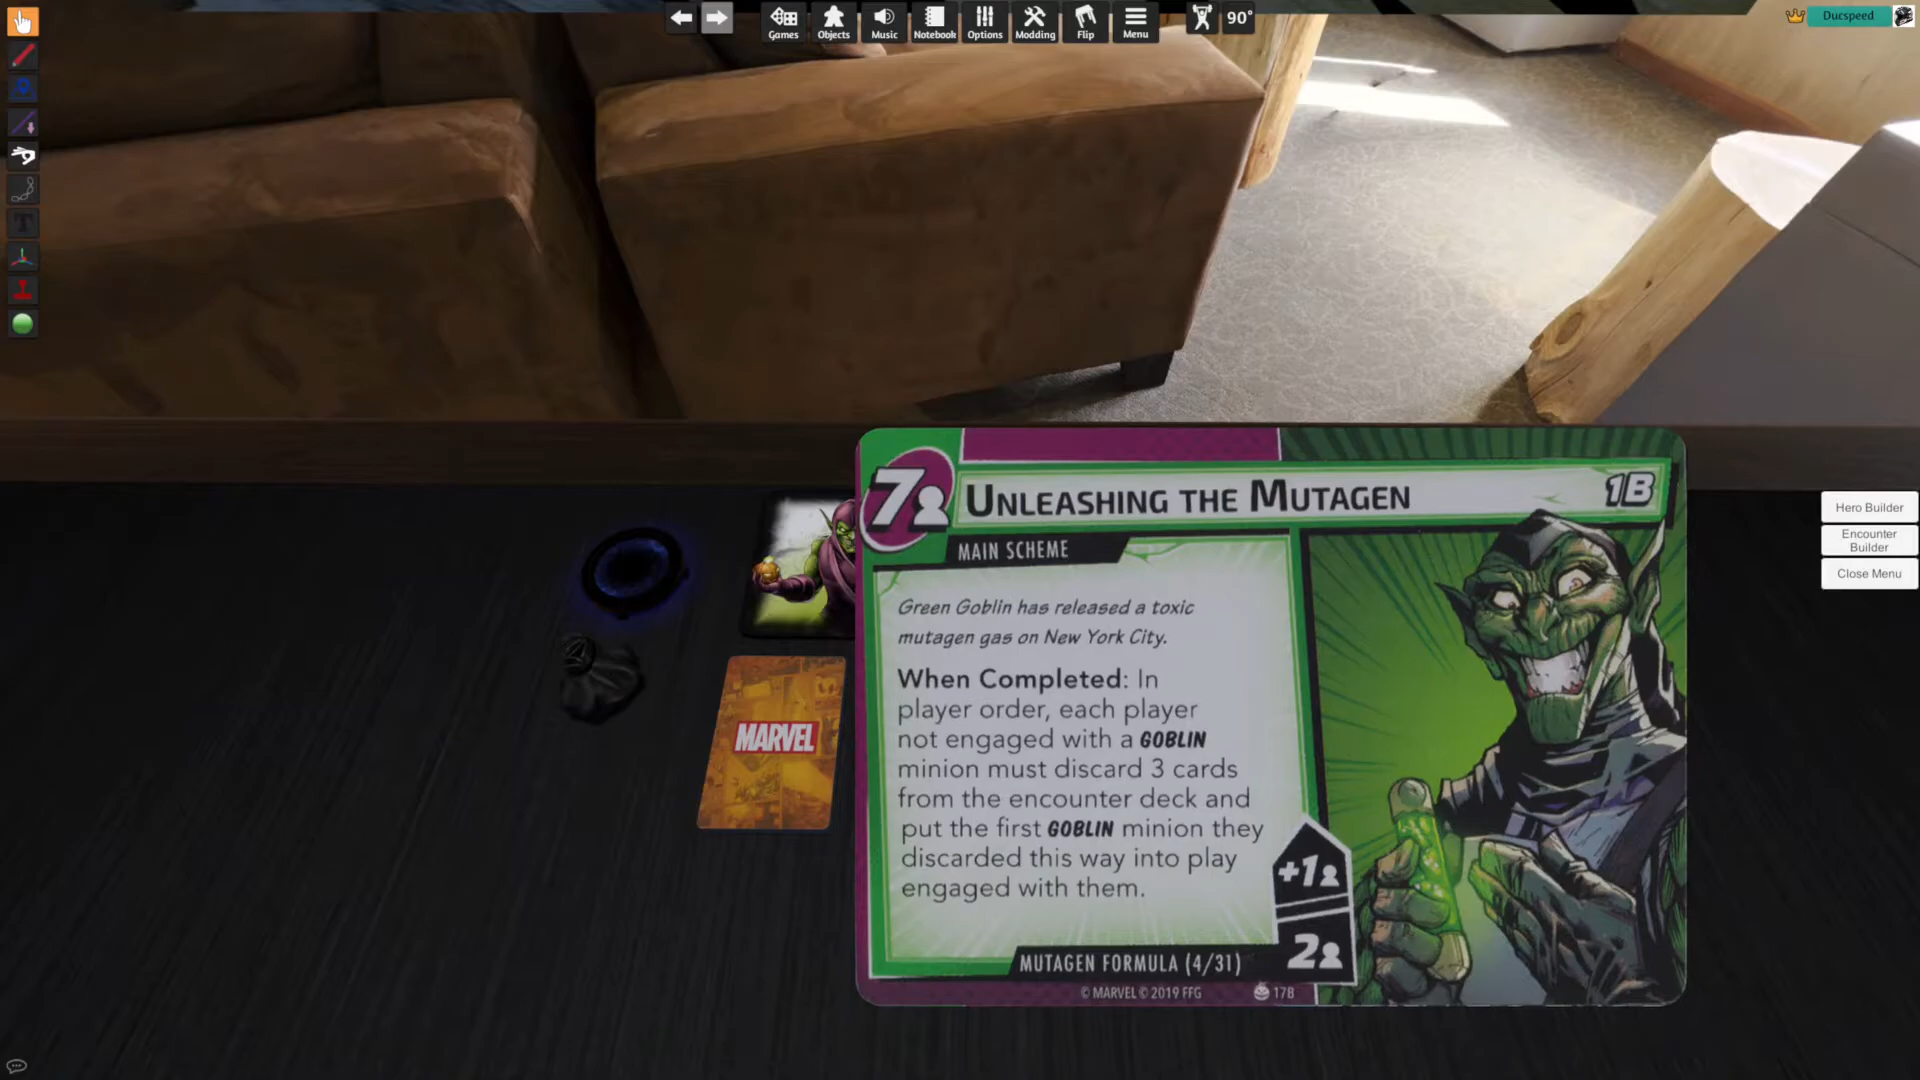 Games Objects Music Notebook Options Modding Flip Menu 90°
Ducspeed
7 UNLEASHING THE MUTAGEN 1B
MAIN SCHEME
Green Goblin has released a toxic
mutagen gas on New York City.
When Completed: In
player order, each player
not engaged with a GOBLIN
minion must discard 3 cards
from the encounter deck and
put the first GOBLIN minion they
discarded this way into play
engaged with them.
+1
2
MUTAGEN FORMULA (4/31)
© MARVEL © 2019 FFG 178
MARVEL
Hero Builder
Encounter
Builder
Close Menu